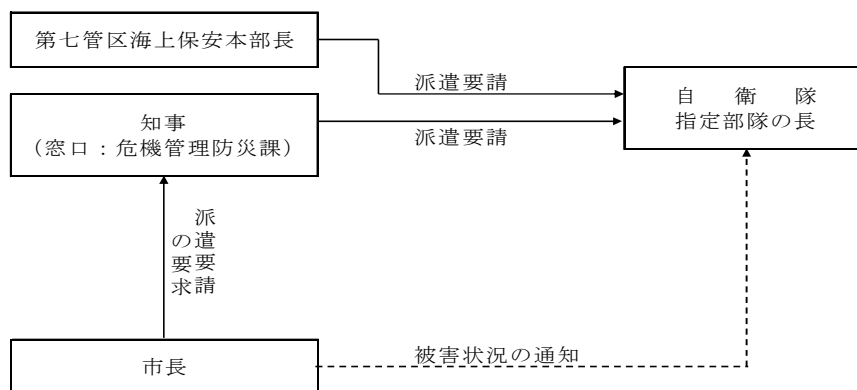 第七管区海上保安本部長
派遣要請
自衛隊
指定部隊の長
知事
(窓口:危機管理防災課)
派遣要請
派遣要請
の要求
市長
被害状況の通知